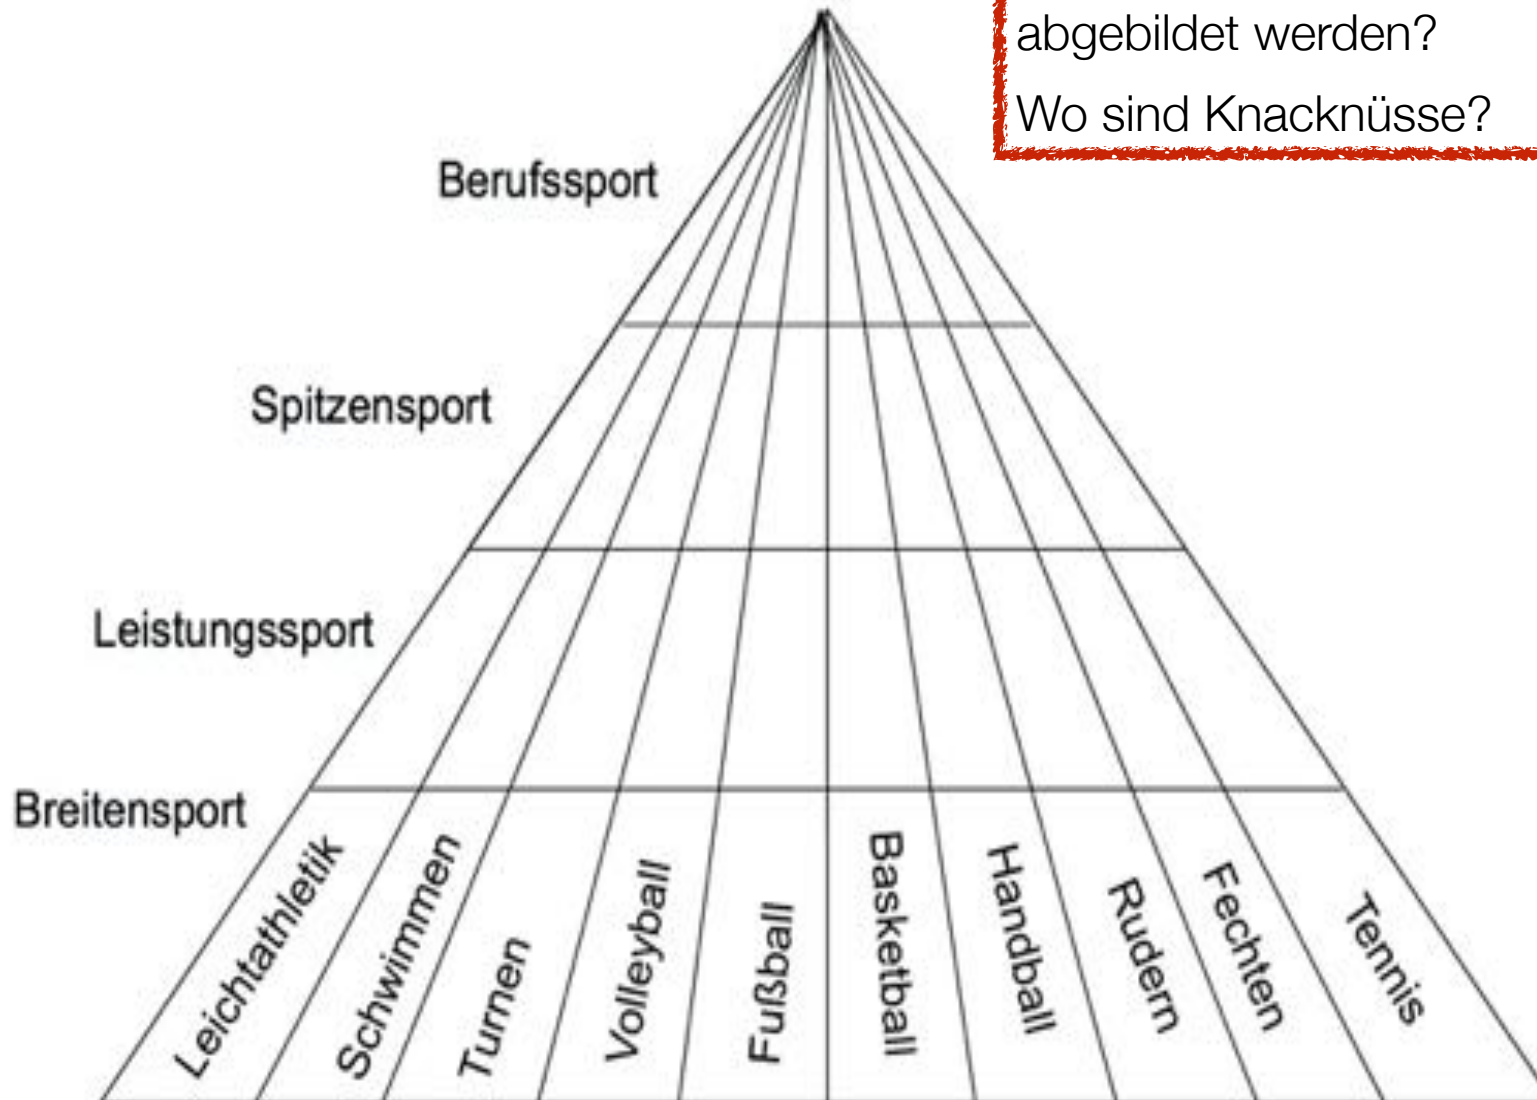 abgebildet werden?
Wo sind Knacknüsse?
Berufssport
Spitzensport
Leistungssport
Breitensport
Leichtathletik
Schwimmen
Turnen
Volleyball
Fußball
Basketball
Handball
Rudern
Fechten
Tennis